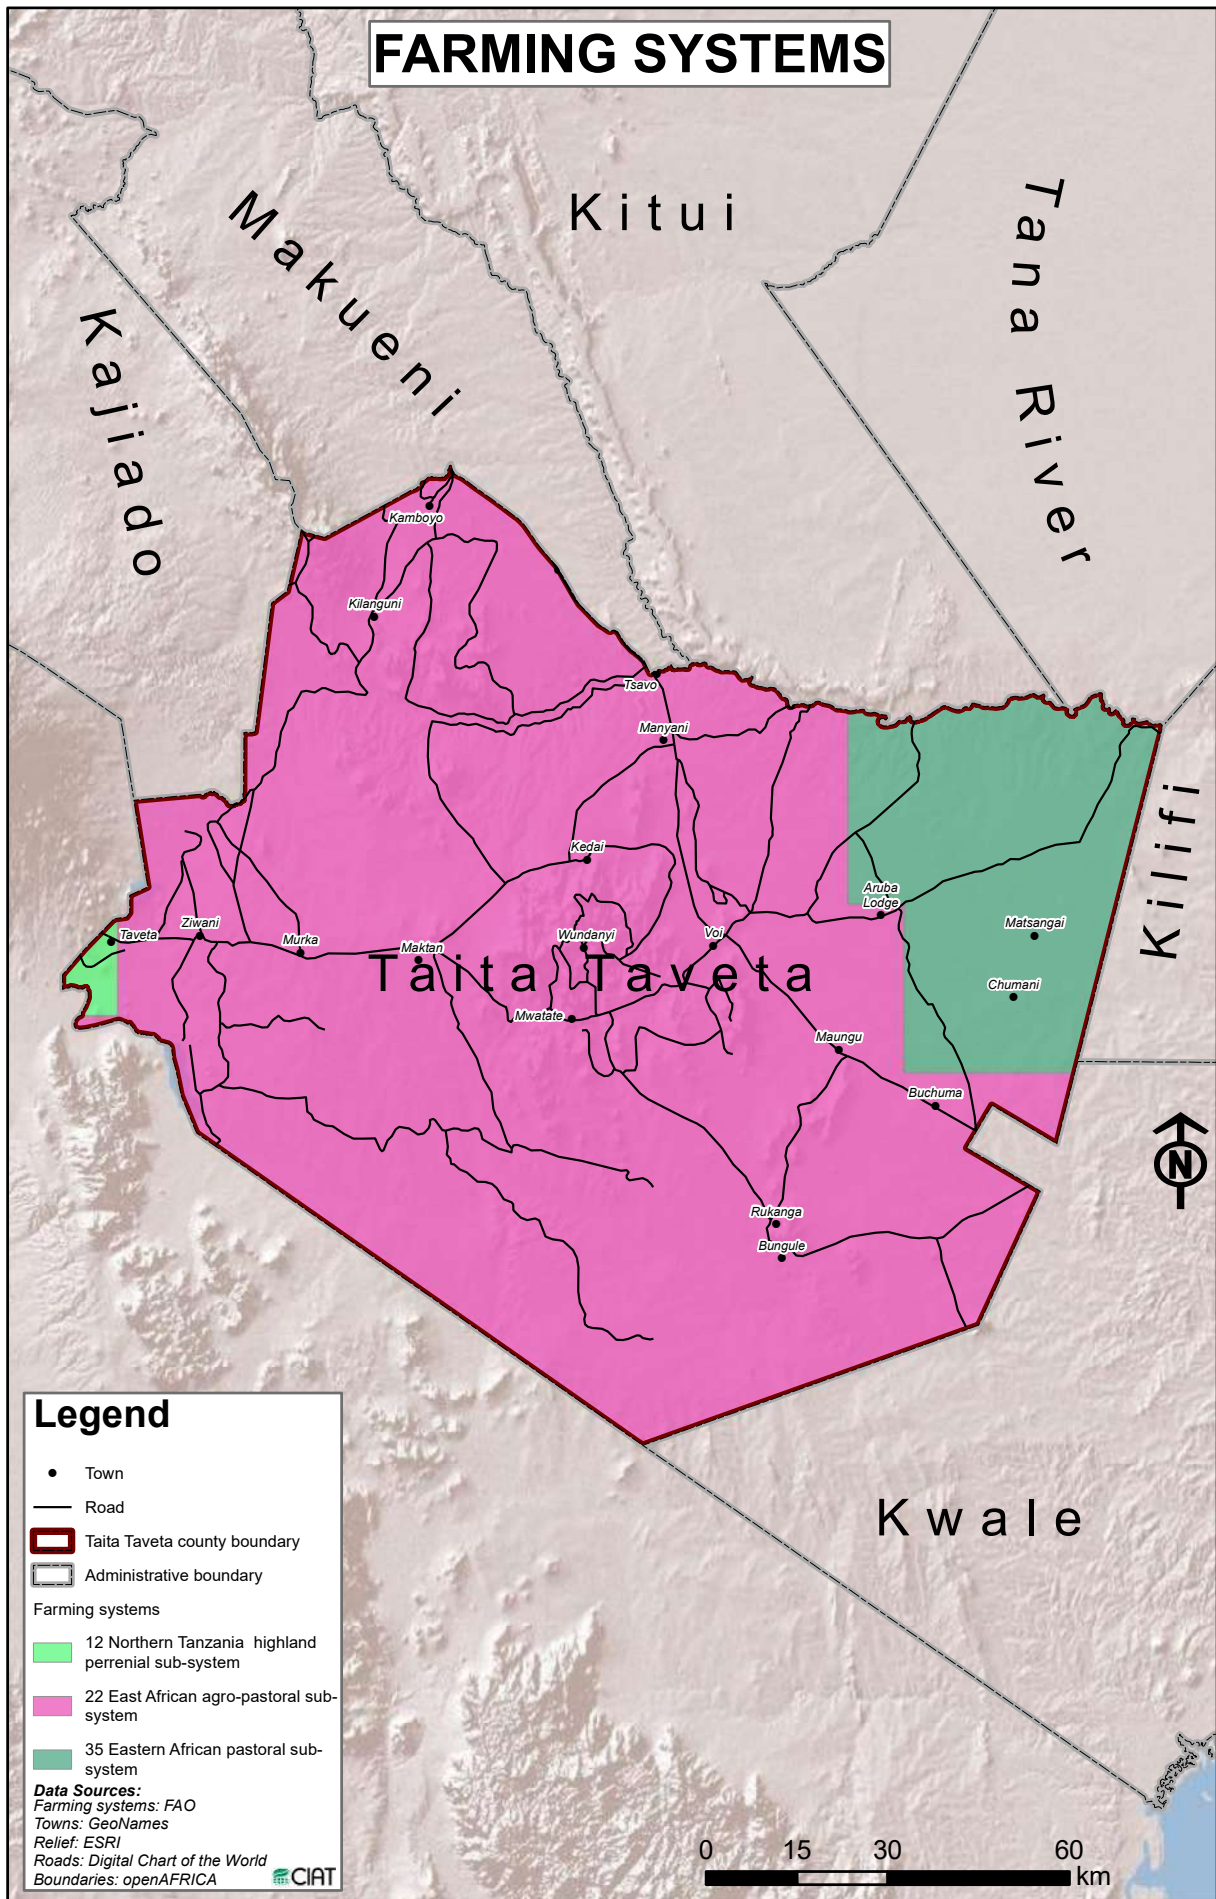 FARMING SYSTEMS
Kitui
Tana River
Makueni
Kajiado
Kamboyo
Kilanguni
Tsavo
Manyani
Kilifi
Kedai
Aruba
Lodge
Taveta
Ziwani
Murka
Maktan
Wundanyi
Voi
Matsangai
Taita Taveta
Chumani
Mwatate
Maungu
Buchuma
N
Rukanga
Bungule
Kwale
Legend
Town
Road
Taita Taveta county boundary
Administrative boundary
Farming systems
12 Northern Tanzania highland
perrenial sub-system
22 East African agro-pastoral sub-
system
35 Eastern African pastoral sub-
system
Data Sources:
Farming systems: FAO
Towns: GeoNames
Relief: ESRI
Roads: Digital Chart of the World
Boundaries: openAFRICA
CIAT
0 15 30 60
km